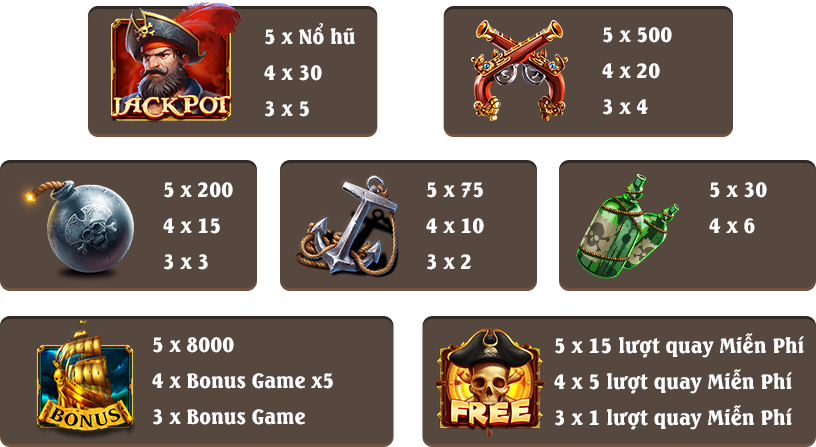 JACKPOT
5 x Nổ hũ
4 x 30
3 x 5
5 x 500
4 x 20
3 x 4
5 x 200
4 x 15
3 x 3
5 x 75
4 x 10
3 x 2
5 x 30
4 x 6
BONUS
5 x 8000
4 x Bonus Game x5
3 x Bonus Game
FREE
5 x 15 lượt quay Miễn Phí
4 x 5 lượt quay Miễn Phí
3 x 1 lượt quay Miễn Phí